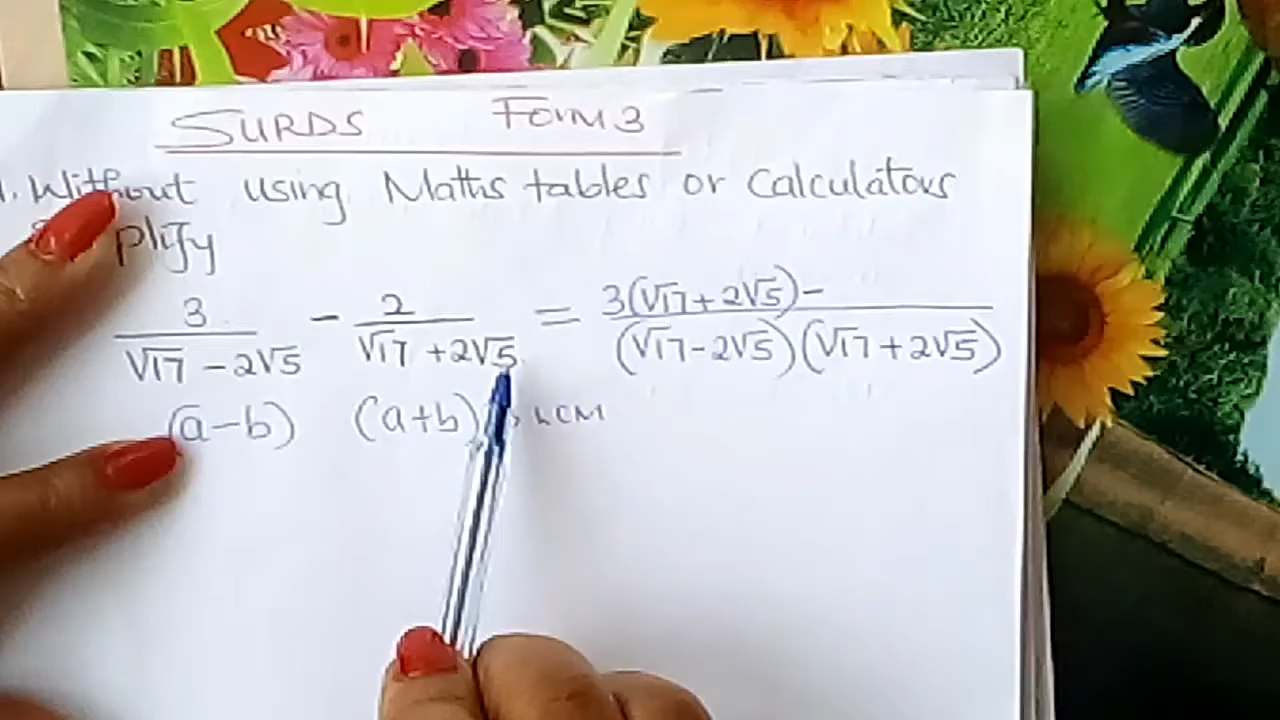 SURDS Form 3
1. Without using Maths tables or Calculators
plify
3/(√17 - 2√5) - 2/(√17 + 2√5) = 3(√17 + 2√5) - / (√17 - 2√5)(√17 + 2√5)
(a-b) (a+b) LCM